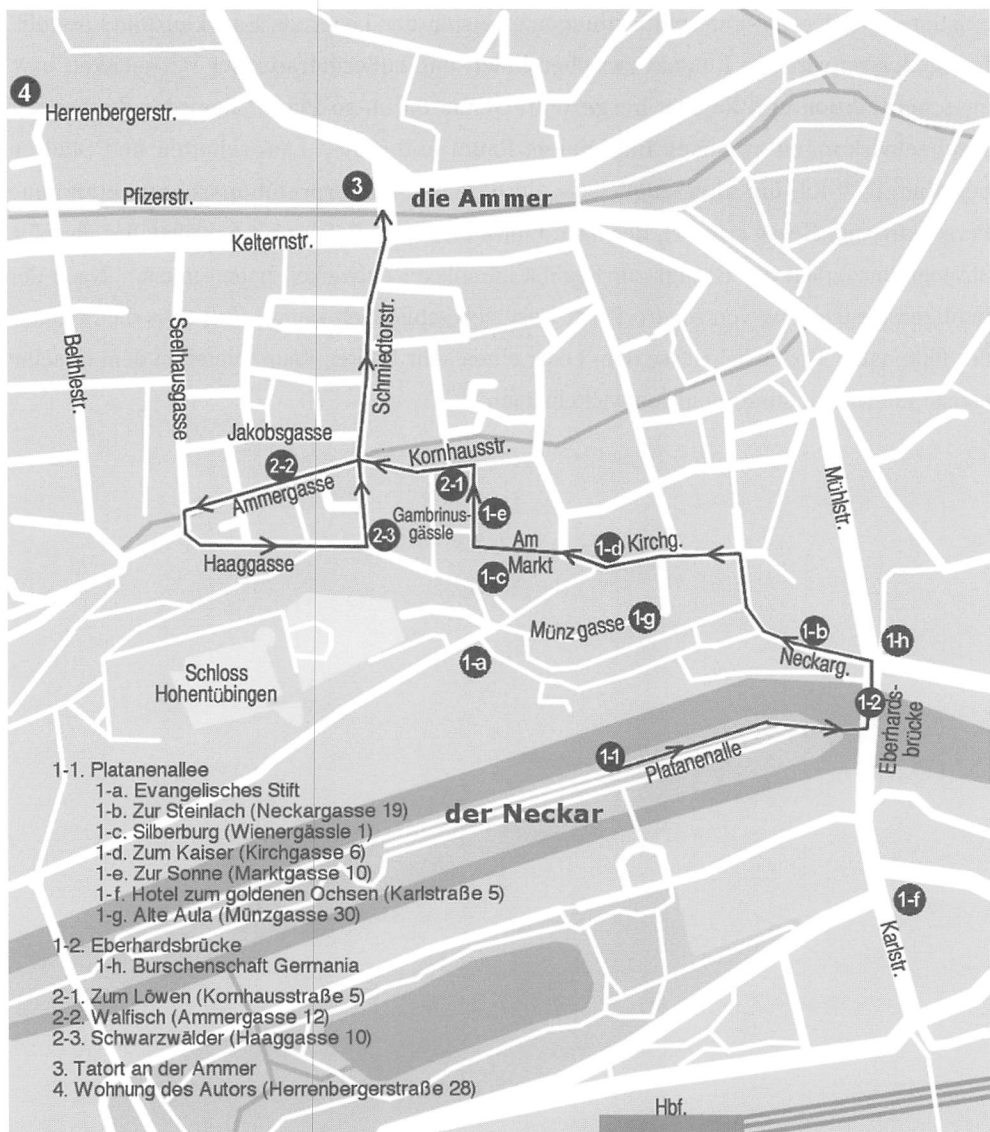 4
Herrenbergerstr.
3
Pfizerstr.
die Ammer
Kelternstr.
Belthlestr.
Seelhausgasse
Schmiedtorstr.
Jakobsgasse
2-2
Ammergasse
Kornhausstr.
2-1
Gambrinus-
gässle
1-e
2-3
Haaggasse
Am
Markt
1-d
Kirchg.
1-c
Mühlstr.
Münzgasse
1-g
1-b
Neckarg.
1-h
1-a
Schloss
Hohentübingen
1-2
Eberhards-
brücke
1-1
Platanenalle
der Neckar
1-f
Karlstr.
Hbf.
1-1. Platanenallee
1-a. Evangelisches Stift
1-b. Zur Steinlach (Neckargasse 19)
1-c. Silberburg (Wienergässle 1)
1-d. Zum Kaiser (Kirchgasse 6)
1-e. Zur Sonne (Marktgasse 10)
1-f. Hotel zum goldenen Ochsen (Karlstraße 5)
1-g. Alte Aula (Münzgasse 30)
1-2. Eberhardsbrücke
1-h. Burschenschaft Germania
2-1. Zum Löwen (Kornhausstraße 5)
2-2. Walfisch (Ammergasse 12)
2-3. Schwarzwälder (Haaggasse 10)
3. Tatort an der Ammer
4. Wohnung des Autors (Herrenbergerstraße 28)